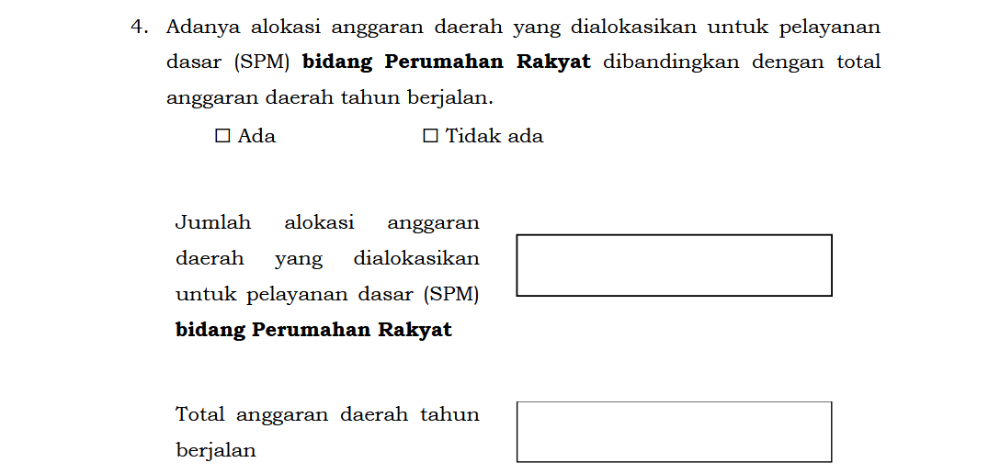 4. Adanya alokasi anggaran daerah yang dialokasikan untuk pelayanan
dasar (SPM) bidang Perumahan Rakyat dibandingkan dengan total
anggaran daerah tahun berjalan.
☐ Ada ☐ Tidak ada
Jumlah alokasi anggaran
daerah yang dialokasikan
untuk pelayanan dasar (SPM)
bidang Perumahan Rakyat
Total anggaran daerah tahun
berjalan